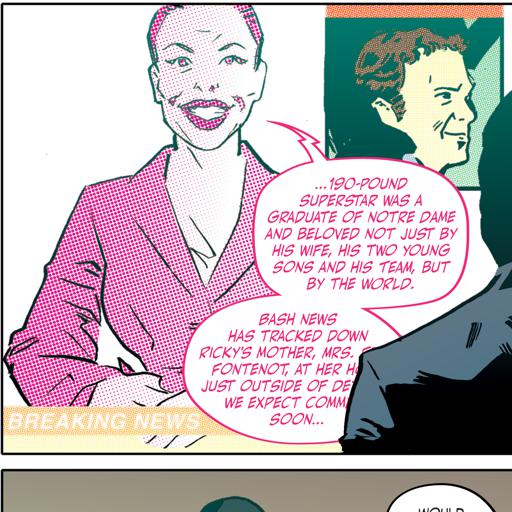 ...190-POUND
SUPERSTAR WAS A
GRADUATE OF NOTRE DAME
AND BELOVED NOT JUST BY
HIS WIFE, HIS TWO YOUNG
SONS AND HIS TEAM, BUT
BY THE WORLD.
BASH NEWS
HAS TRACKED DOWN
RICKY'S MOTHER, MRS.
FONTENOT, AT HER
JUST OUTSIDE OF
WE EXPECT
SOON...
BREAKING NEWS
WOULD